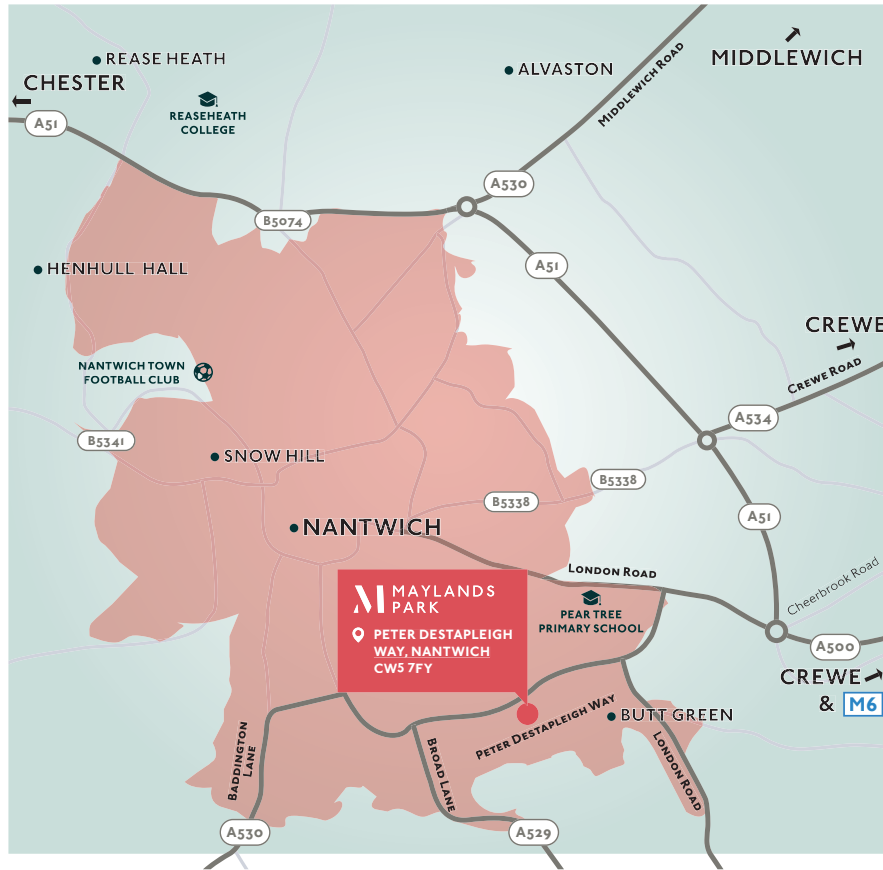 REASE HEATH
CHESTER
A51
REASEHEATH
COLLEGE
ALVASTON
MIDDLEWICH ROAD
MIDDLEWICH
A530
B5074
HENHULL HALL
A51
CREWE
CREWE ROAD
NANTWICH TOWN
FOOTBALL CLUB
A534
B5341
SNOW HILL
B5338
B5338
A51
NANTWICH
LONDON ROAD
Cheerbrook Road
MAYLANDS
PARK
PETER DESTAPLEIGH
WAY, NANTWICH
CW5 7FY
PEAR TREE
PRIMARY SCHOOL
A500
CREWE
& M6
PETER DESTAPLEIGH WAY
BUTT GREEN
BADDINGTON
LANE
BROAD LANE
LONDON ROAD
A530
A529